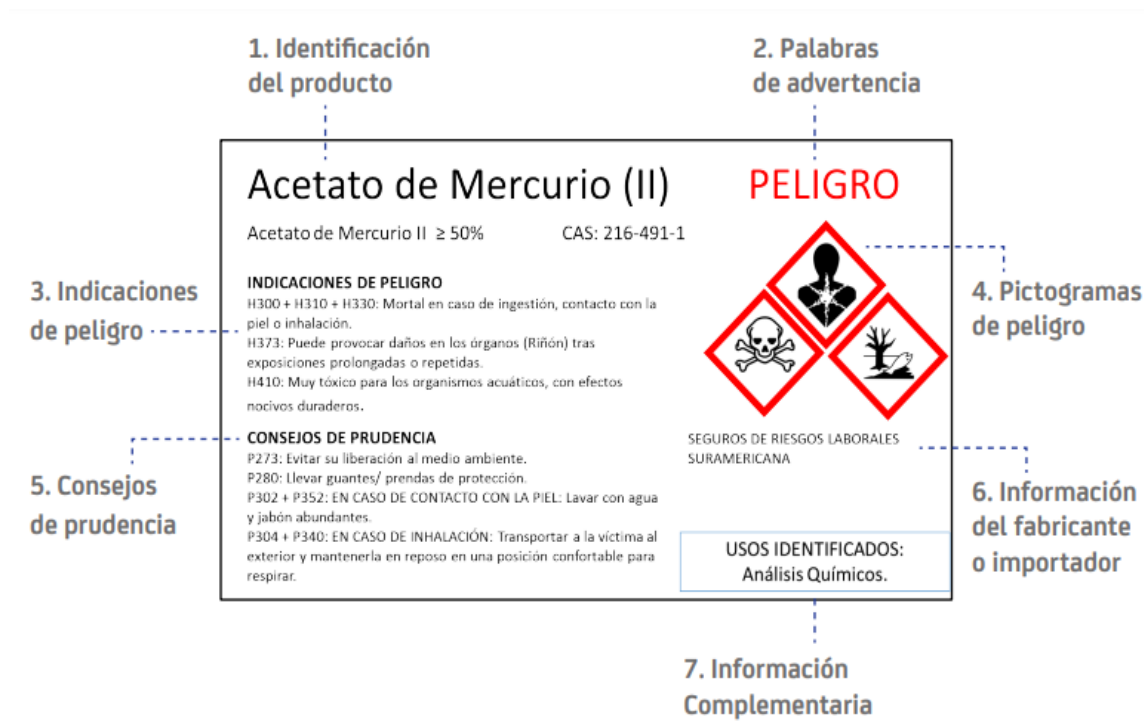 1. Identificación
del producto
2. Palabras
de advertencia
Acetato de Mercurio (II)
PELIGRO
Acetato de Mercurio II ≥ 50%
CAS: 216-491-1
3. Indicaciones
de peligro
INDICACIONES DE PELIGRO
H300 + H310 + H330: Mortal en caso de ingestión, contacto con la
piel o inhalación.
H373: Puede provocar daños en los órganos (Riñón) tras
exposiciones prolongadas o repetidas.
H410: Muy tóxico para los organismos acuáticos, con efectos
nocivos duraderos.
4. Pictogramas
de peligro
5. Consejos
de prudencia
CONSEJOS DE PRUDENCIA
P273: Evitar su liberación al medio ambiente.
P280: Llevar guantes/ prendas de protección.
P302 + P352: EN CASO DE CONTACTO CON LA PIEL: Lavar con agua
y jabón abundantes.
P304 + P340: EN CASO DE INHALACIÓN: Transportar a la víctima al
exterior y mantenerla en reposo en una posición confortable para
respirar.
SEGUROS DE RIESGOS LABORALES
SURAMERICANA
6. Información
del fabricante
o importador
USOS IDENTIFICADOS:
Análisis Químicos.
7. Información
Complementaria